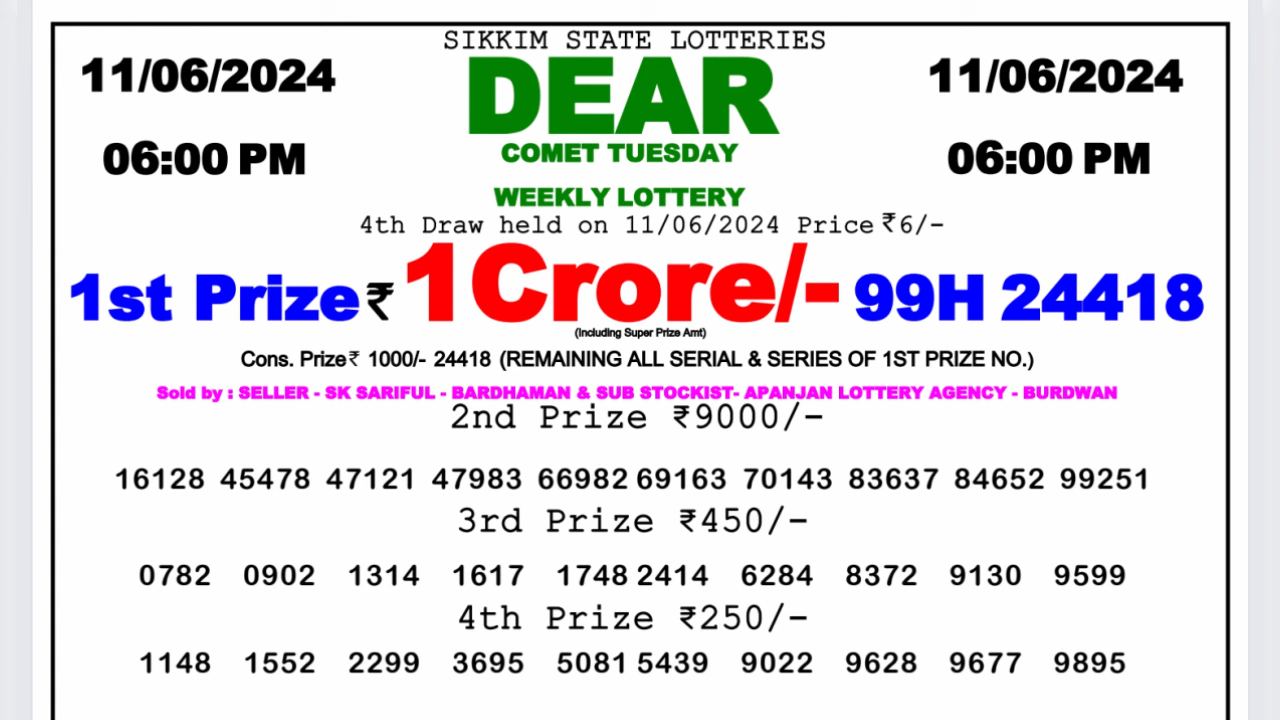 SIKKIM STATE LOTTERIES
11/06/2024 DEAR 11/06/2024
06:00 PM COMET TUESDAY 06:00 PM
WEEKLY LOTTERY
4th Draw held on 11/06/2024 Price ₹6/-
1st Prize ₹ 1Crore/- 99H 24418
(Including Super Prize Amt)
Cons. Prize ₹ 1000/- 24418 (REMAINING ALL SERIAL & SERIES OF 1ST PRIZE NO.)
Sold by : SELLER - SK SARIFUL - BARDHAMAN & SUB STOCKIST- APANJAN LOTTERY AGENCY - BURDWAN
2nd Prize ₹9000/-
16128 45478 47121 47983 66982 69163 70143 83637 84652 99251
3rd Prize ₹450/-
0782 0902 1314 1617 1748 2414 6284 8372 9130 9599
4th Prize ₹250/-
1148 1552 2299 3695 5081 5439 9022 9628 9677 9895